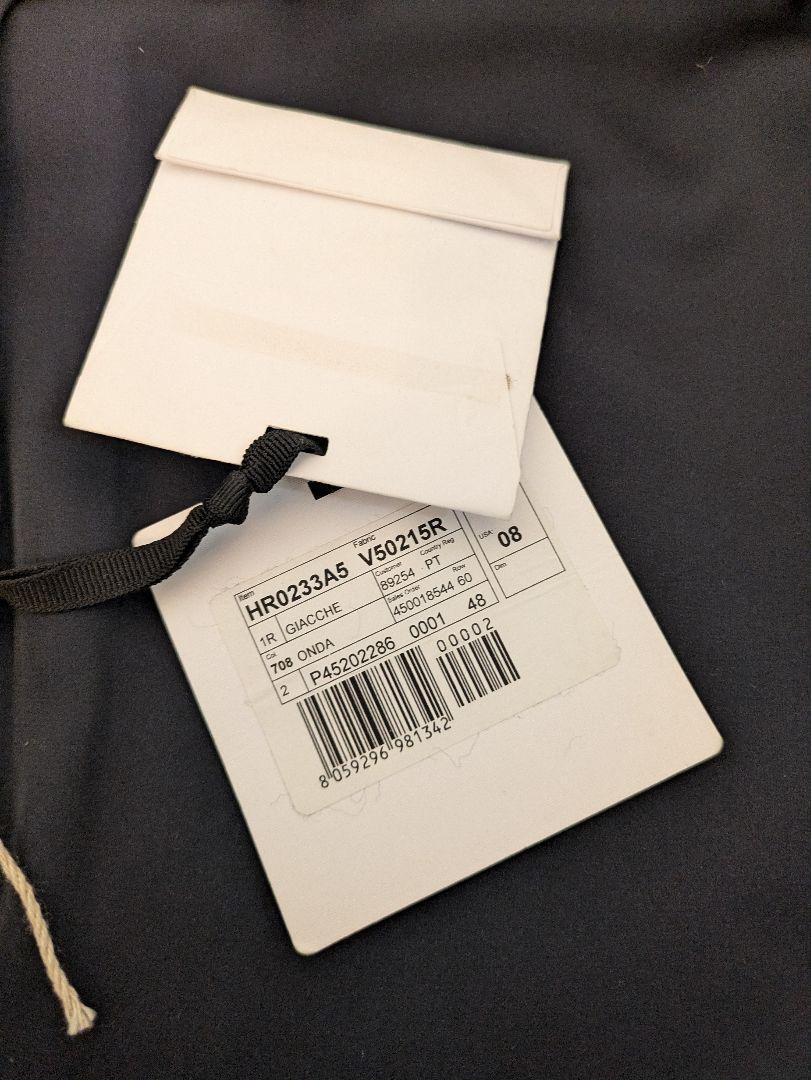 Item Fabric
HR0233A5 V50215R
1R GIACCHE
Customer Country Reg
89254 PT
Col
708 ONDA
Sales Order Row
450018544 60
2 P45202286 0001 48
USA:
08
Dim.
00002
8 059296 981342